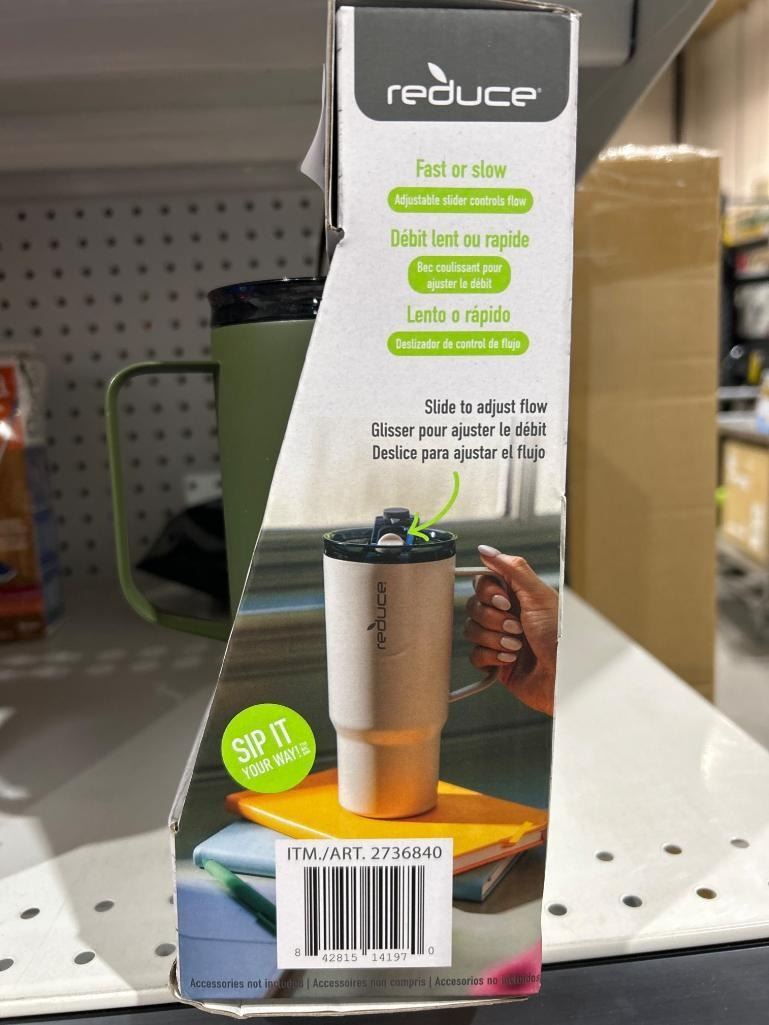 reduce
Fast or slow
Adjustable slider controls flow
Débit lent ou rapide
Bec coulissant pour
ajuster le débit
Lento o rápido
Deslizador de control de flujo
Slide to adjust flow
Glisser pour ajuster le débit
Deslice para ajustar el flujo
reduce
SIP IT
YOUR WAY!
ITM./ART. 2736840
8 42815 14197 0
Accessories not included | Accessoires non compris | Accesorios no incluidos